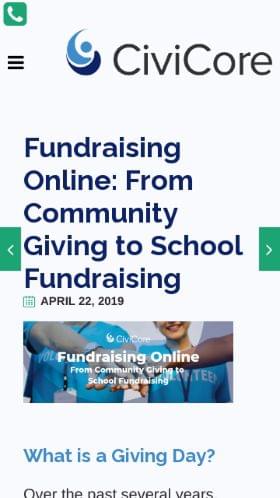 CiviCore
Fundraising
Online: From
Community
Giving to School
Fundraising
APRIL 22, 2019
CiviCore
Fundraising Online
From Community Giving to
School Fundraising
What is a Giving Day?
Over the past several years